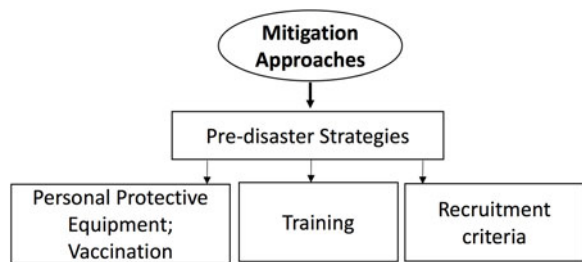 Mitigation
Approaches
Pre-disaster Strategies
Personal Protective
Equipment;
Vaccination
Training
Recruitment
criteria